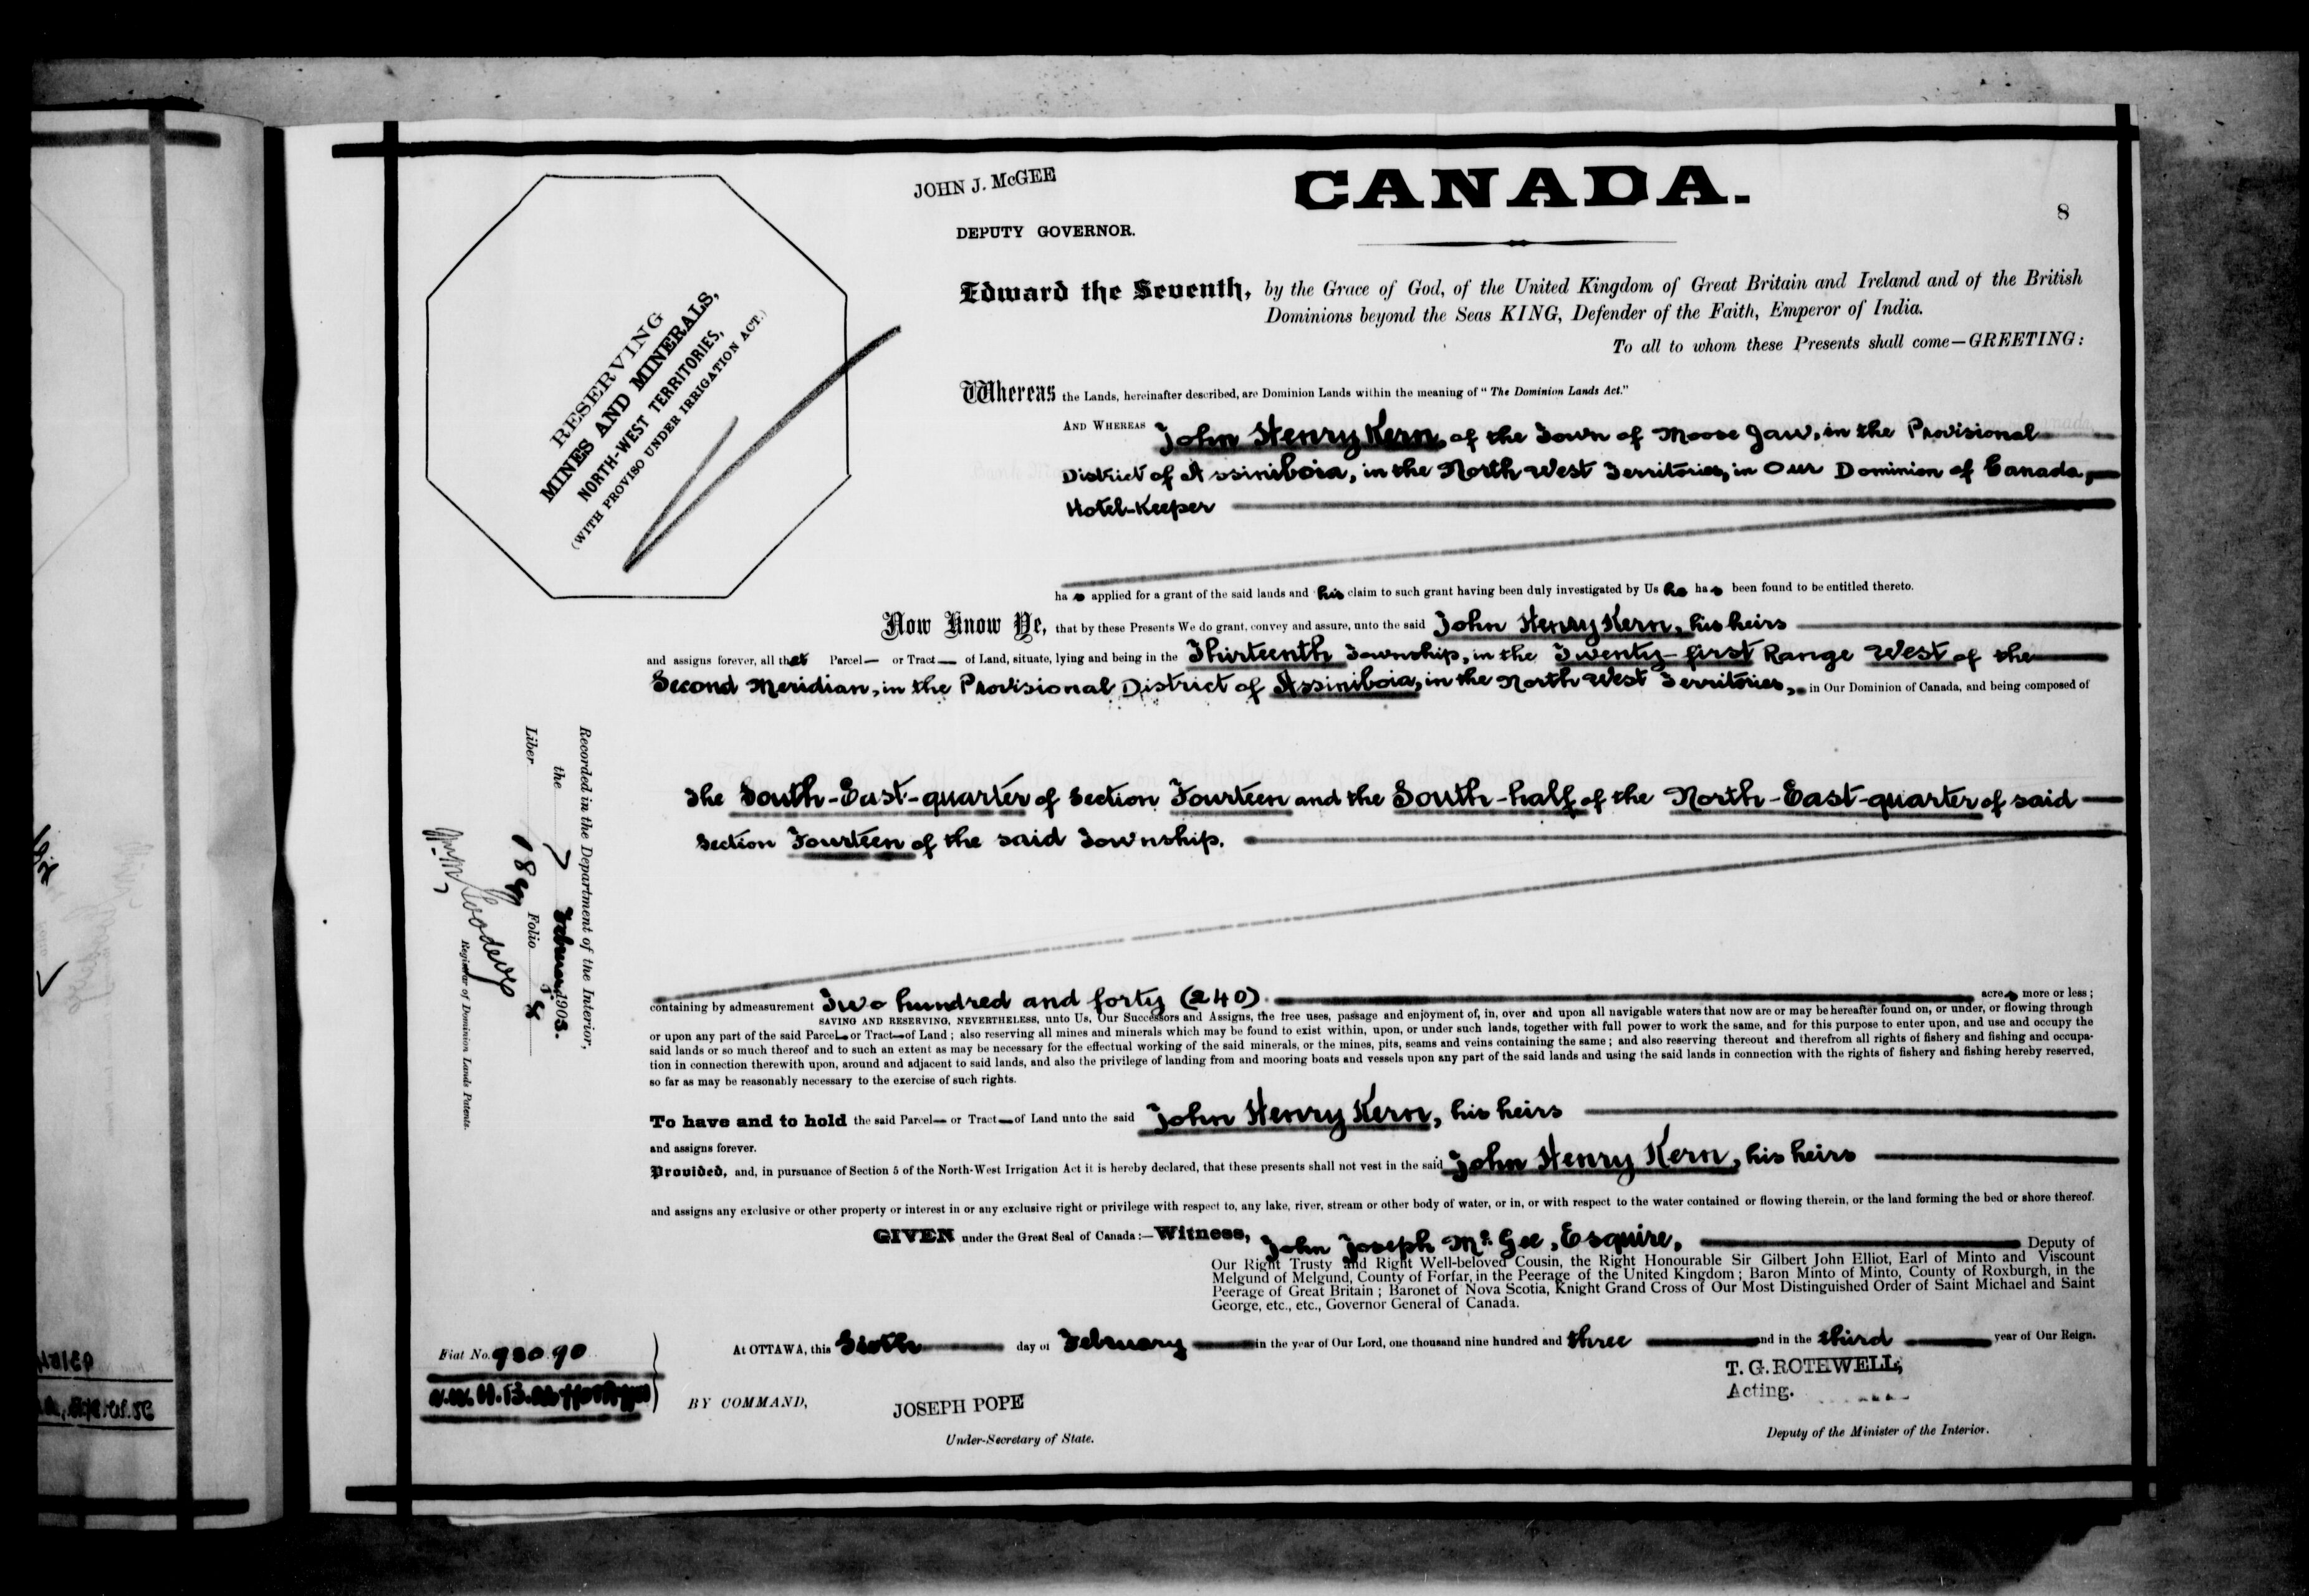 JOHN J. McGEE
DEPUTY GOVERNOR.
CANADA.
8
RESERVING
MINES AND MINERALS,
NORTH-WEST TERRITORIES,
(WITH PROVISO UNDER IRRIGATION ACT.)
Edward the Seventh, by the Grace of God, of the United Kingdom of Great Britain and Ireland and of the British
Dominions beyond the Seas KING, Defender of the Faith, Emperor of India.
To all to whom these Presents shall come—GREETING:
Whereas the Lands, hereinafter described, are Dominion Lands within the meaning of "The Dominion Lands Act."
AND WHEREAS John Henry Kern, of the Town of Moose Jaw, in the Provisional
District of Assiniboia, in the North West Territories, in Our Dominion of Canada,
Hotel-Keeper
has applied for a grant of the said lands and his claim to such grant having been duly investigated by Us he has been found to be entitled thereto.
Now Know Ye, that by these Presents We do grant, convey and assure, unto the said John Henry Kern, his heirs
and assigns forever, all that Parcel— or Tract— of Land, situate, lying and being in the Thirteenth Township, in the Twenty-first Range West of the
Second Meridian, in the Provisional District of Assiniboia, in the North West Territories, in Our Dominion of Canada, and being composed of
The South-East-quarter of Section Fourteen and the South-half of the North-East-quarter of said
Section Fourteen of the said Township.
containing by admeasurement Two hundred and forty (240) acres more or less;
SAVING AND RESERVING, NEVERTHELESS, unto Us, Our Successors and Assigns, the free uses, passage and enjoyment of, in, over and upon all navigable waters that now are or may be hereafter found on, or under, or flowing through
or upon any part of the said Parcel— or Tract— of Land; also reserving all mines and minerals which may be found to exist within, upon, or under such lands, together with full power to work the same, and for this purpose to enter upon, and use and occupy the
said lands or so much thereof and to such an extent as may be necessary for the effectual working of the said minerals, or the mines, pits, seams and veins containing the same; and also reserving thereout and therefrom all rights of fishery and fishing and occupa-
tion in connection therewith upon, around and adjacent to said lands, and also the privilege of landing from and mooring boats and vessels upon any part of the said lands and using the said lands in connection with the rights of fishery and fishing hereby reserved,
so far as may be reasonably necessary to the exercise of such rights.
To have and to hold the said Parcel— or Tract— of Land unto the said John Henry Kern, his heirs
and assigns forever.
Provided, and, in pursuance of Section 5 of the North-West Irrigation Act it is hereby declared, that these presents shall not vest in the said John Henry Kern, his heirs
and assigns any exclusive or other property or interest in or any exclusive right or privilege with respect to, any lake, river, stream or other body of water, or in, or with respect to the water contained or flowing therein, or the land forming the bed or shore thereof.
GIVEN under the Great Seal of Canada:—Witness, John Joseph McGee, Esquire, Deputy of
Our Right Trusty and Right Well-beloved Cousin, the Right Honourable Sir Gilbert John Elliot, Earl of Minto and Viscount
Melgund of Melgund, County of Forfar, in the Peerage of the United Kingdom; Baron Minto of Minto, County of Roxburgh, in the
Peerage of Great Britain; Baronet of Nova Scotia, Knight Grand Cross of Our Most Distinguished Order of Saint Michael and Saint
George, etc., etc., Governor General of Canada.
At OTTAWA, this Sixth day of February in the year of Our Lord, one thousand nine hundred and three and in the third year of Our Reign.
T. G. ROTHWELL,
Acting.
Deputy of the Minister of the Interior.
BY COMMAND,
JOSEPH POPE
Under-Secretary of State.
Fiat No.
Recorded in the Department of the Interior,
the 7 February 1903.
Liber 189 Folio
Registrar of Dominion Lands Patents.